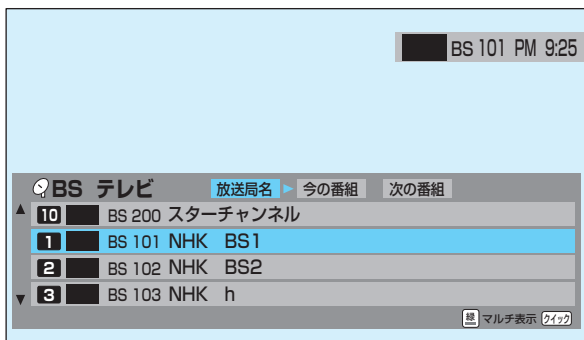 BS 101 PM 9:25
BS テレビ 放送局名 今の番組 次の番組
10 BS 200 スターチャンネル
1 BS 101 NHK BS1
2 BS 102 NHK BS2
3 BS 103 NHK h
緑 マルチ表示 クイック